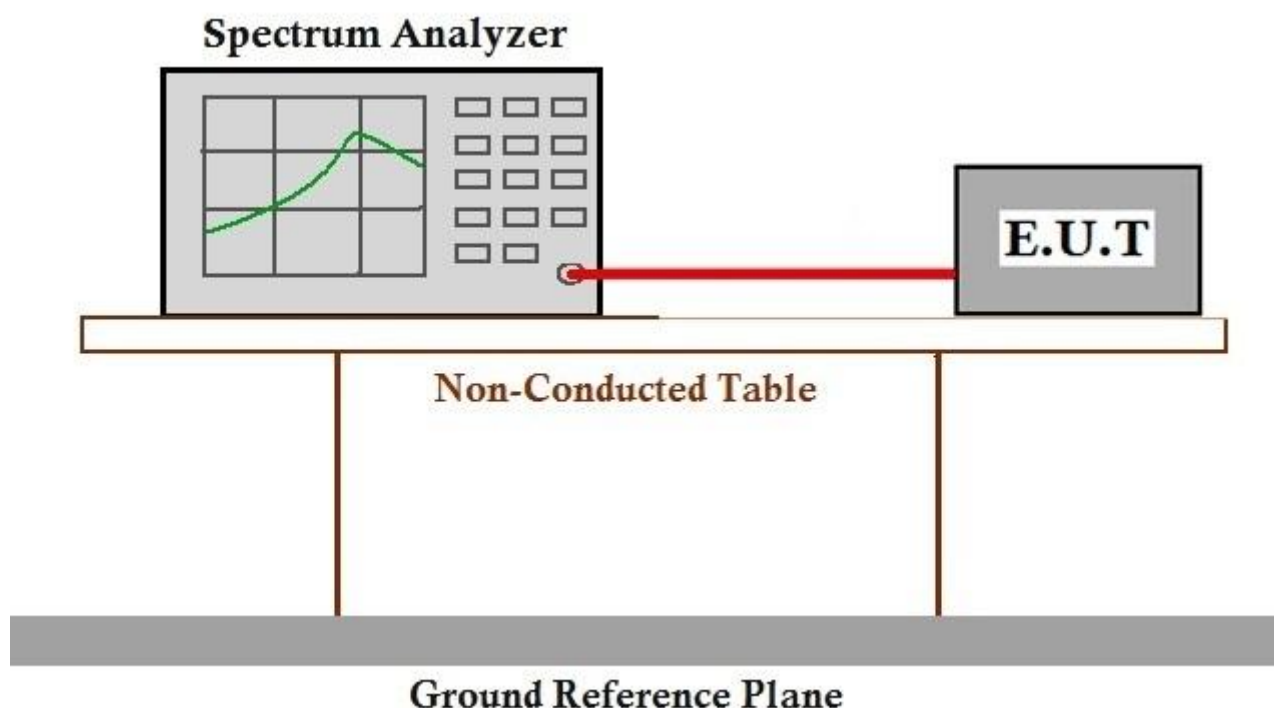 Spectrum Analyzer
E.U.T
Non-Conducted Table
Ground Reference Plane